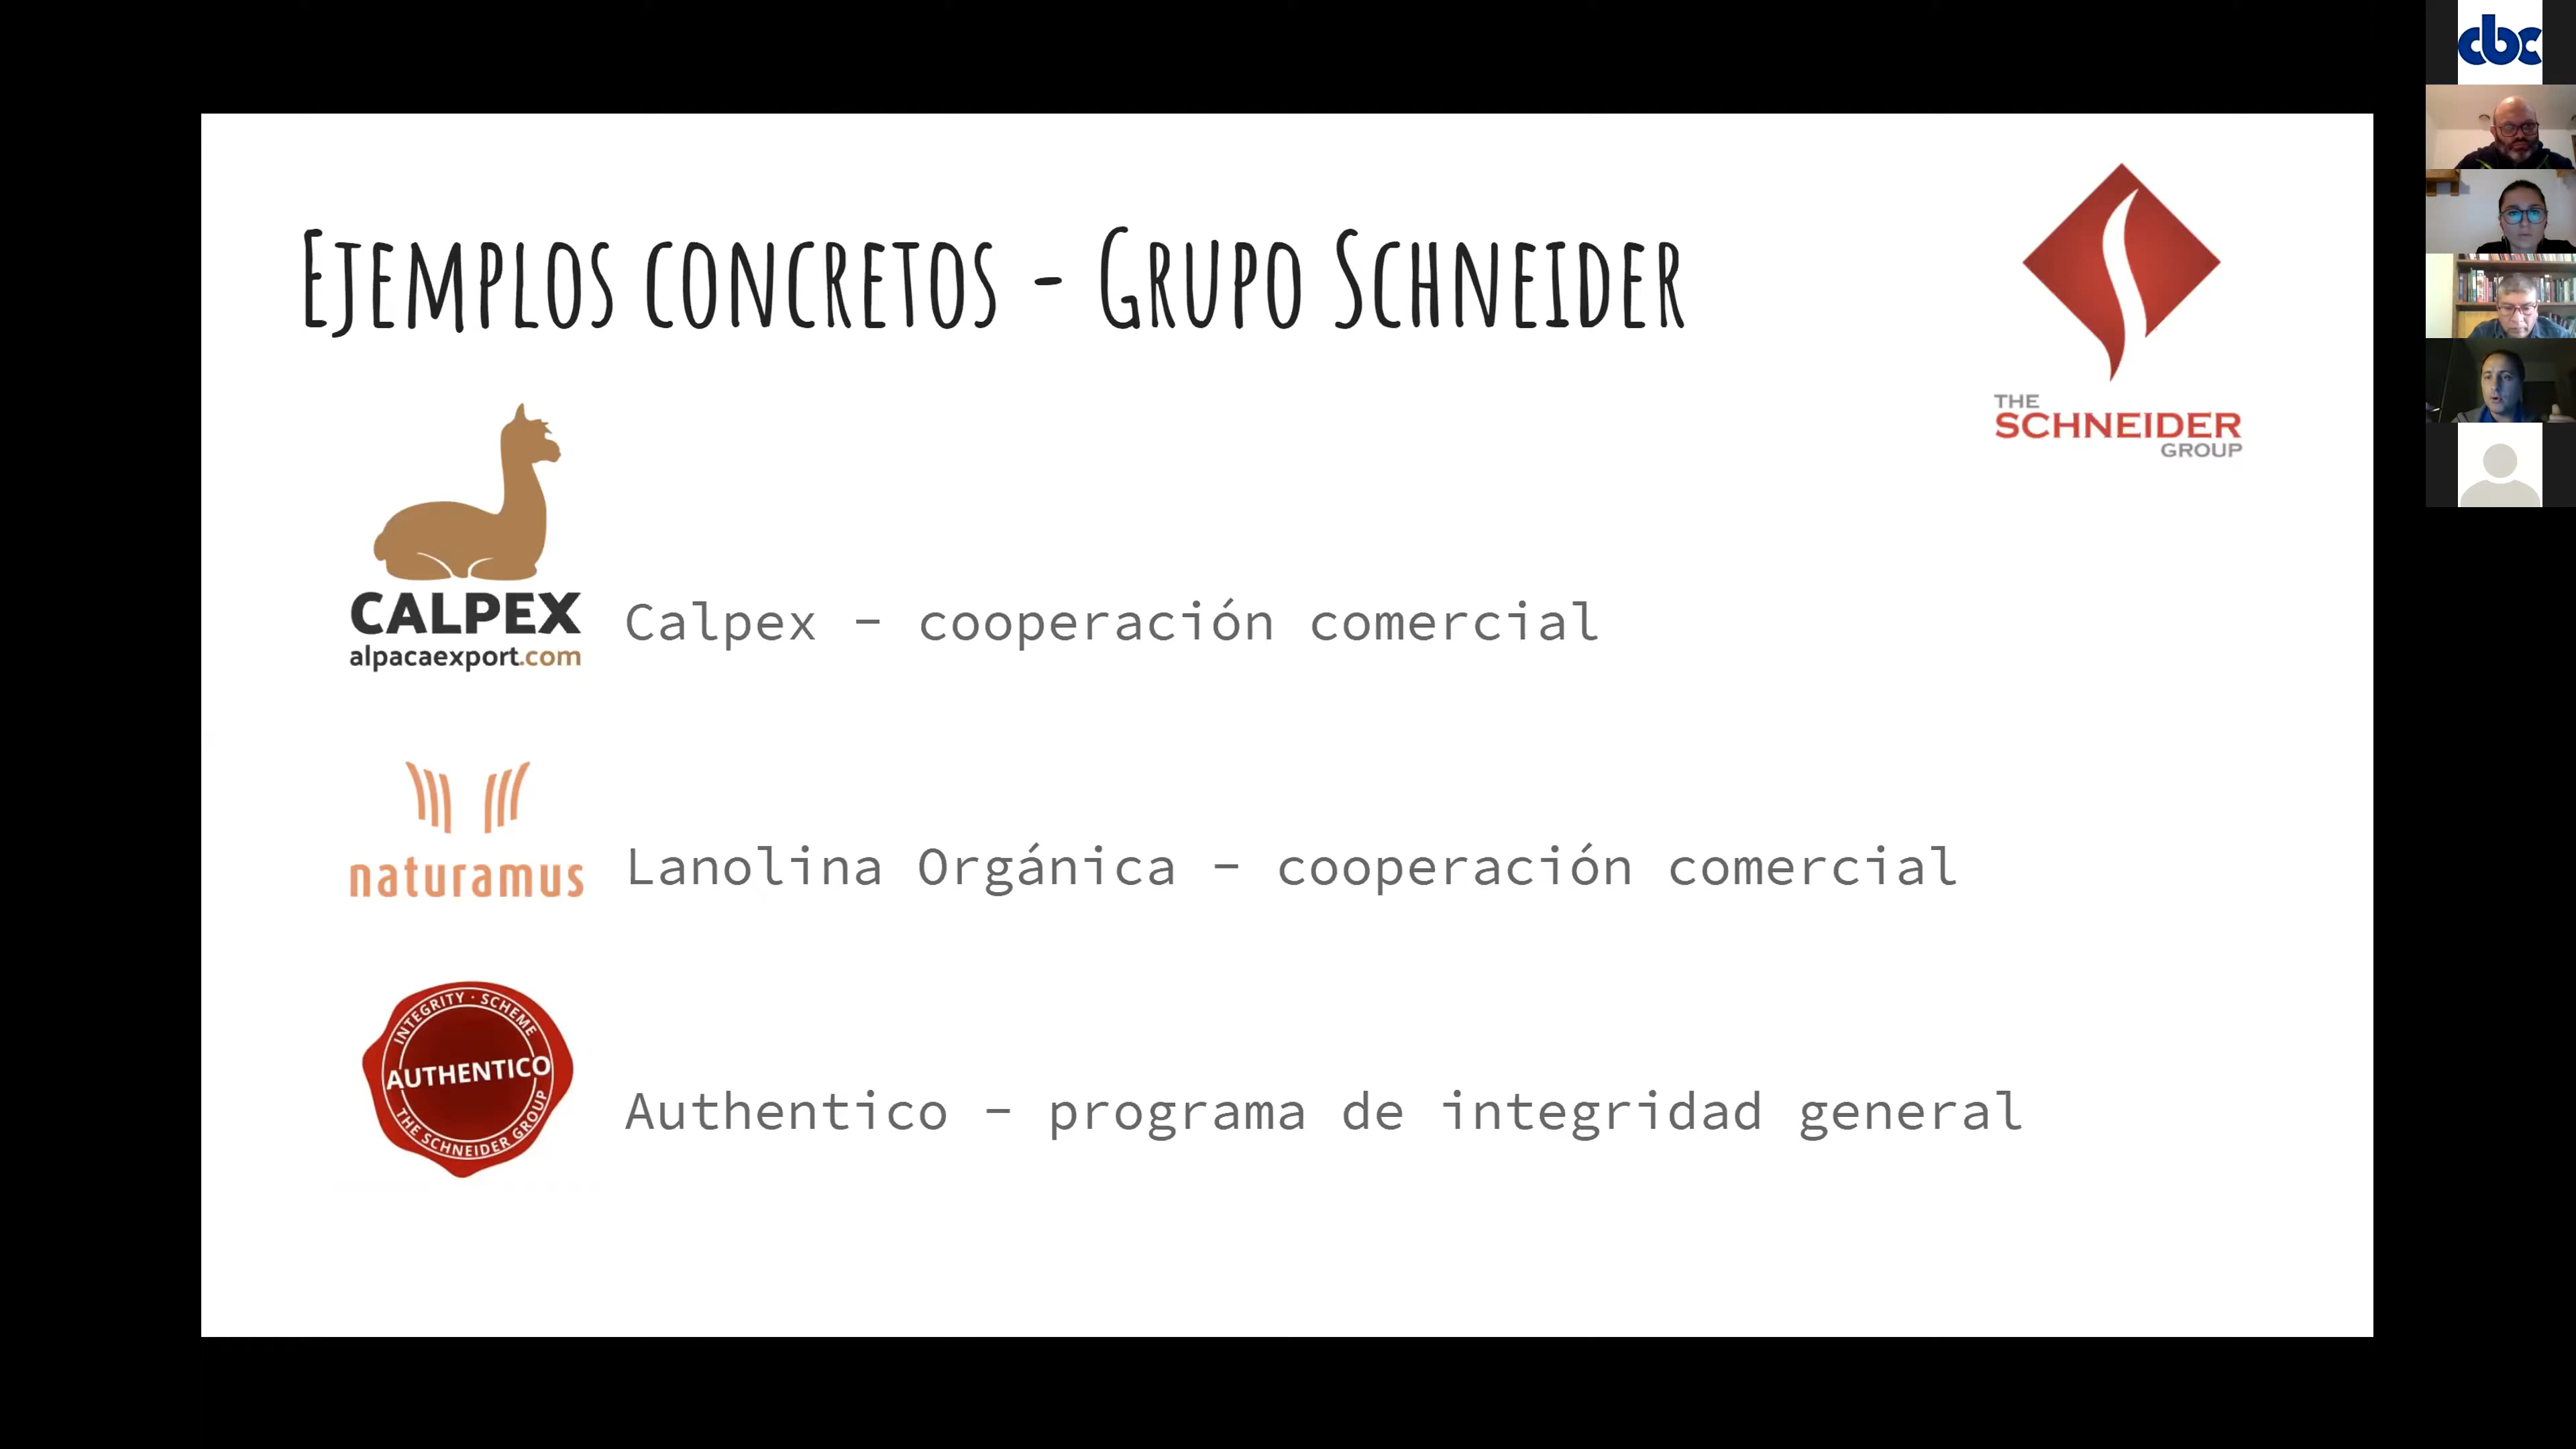 cbc
Ejemplos concretos - Grupo Schneider
THE
SCHNEIDER
GROUP
CALPEX
alpacaexport.com
Calpex - cooperación comercial
naturamus
Lanolina Orgánica - cooperación comercial
INTEGRITY · SCHEME
AUTHENTICO
THE SCHNEIDER GROUP
Authentico - programa de integridad general